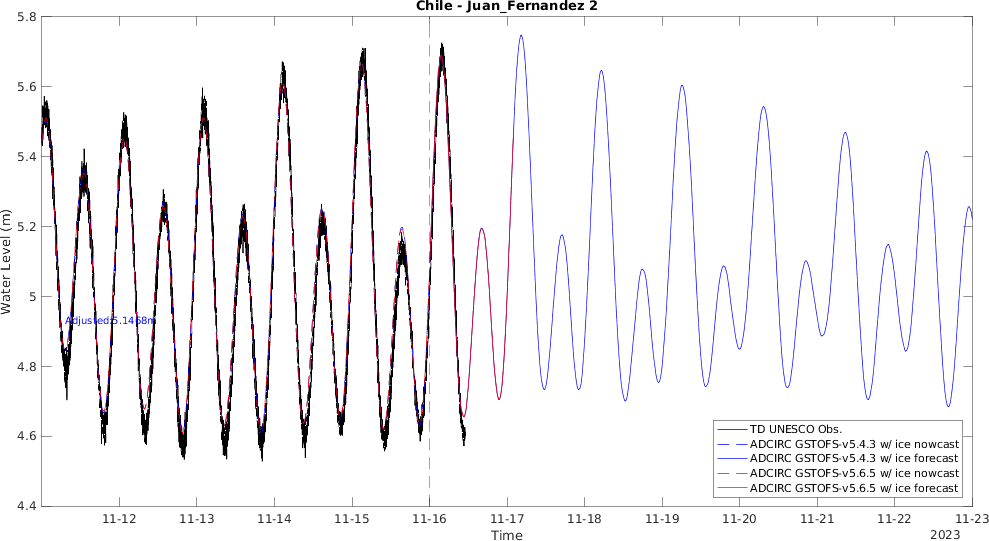 Chile - Juan_Fernandez 2
5.8
5.6
5.4
5.2
5
4.8
4.6
4.4
Water Level (m)
Adjusted:5.1468m
TD UNESCO Obs.
ADCIRC GSTOFS-v5.4.3 w/ ice nowcast
ADCIRC GSTOFS-v5.4.3 w/ ice forecast
ADCIRC GSTOFS-v5.6.5 w/ ice nowcast
ADCIRC GSTOFS-v5.6.5 w/ ice forecast
11-12 11-13 11-14 11-15 11-16 11-17 11-18 11-19 11-20 11-21 11-22 11-23
Time
2023